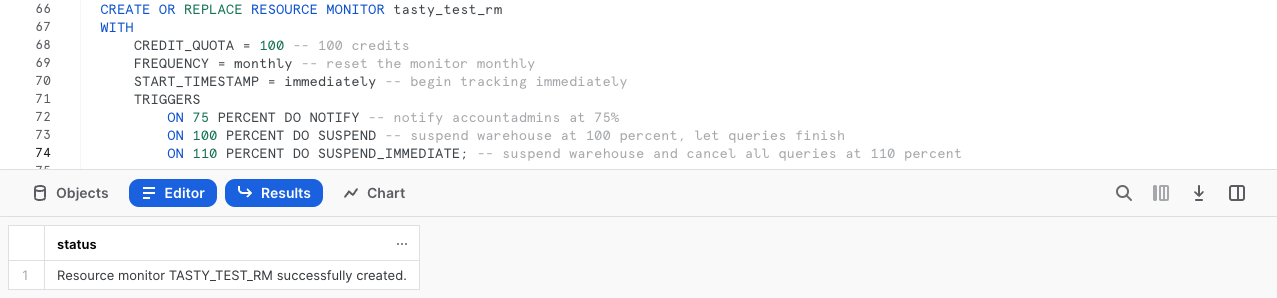 66 CREATE OR REPLACE RESOURCE MONITOR tasty_test_rm
67 WITH
68 CREDIT_QUOTA = 100 -- 100 credits
69 FREQUENCY = monthly -- reset the monitor monthly
70 START_TIMESTAMP = immediately -- begin tracking immediately
71 TRIGGERS
72 ON 75 PERCENT DO NOTIFY -- notify accountadmins at 75%
73 ON 100 PERCENT DO SUSPEND -- suspend warehouse at 100 percent, let queries finish
74 ON 110 PERCENT DO SUSPEND_IMMEDIATE; -- suspend warehouse and cancel all queries at 110 percent
Objects Editor Results Chart
status ...
1 Resource monitor TASTY_TEST_RM successfully created.